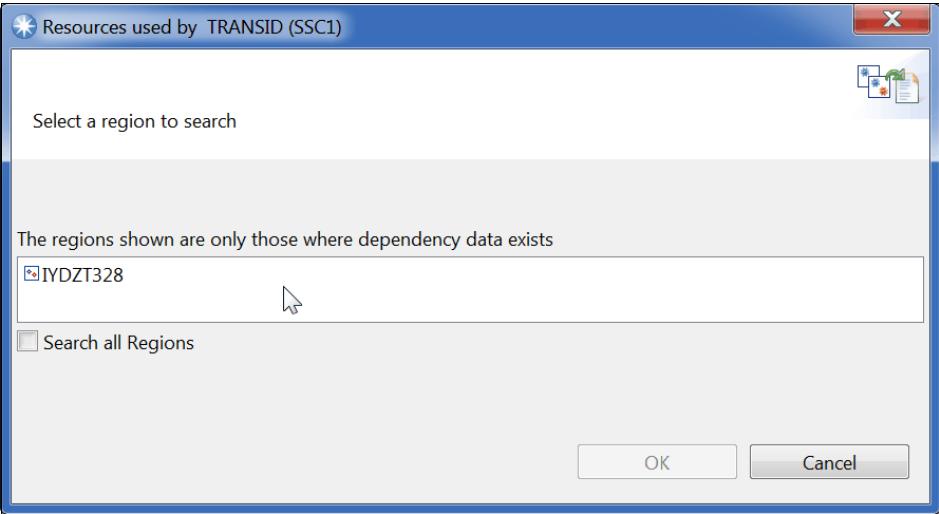 Resources used by  TRANSID (SSC1)
Select a region to search
The regions shown are only those where dependency data exists
IYDZT328
Search all Regions
OK
Cancel